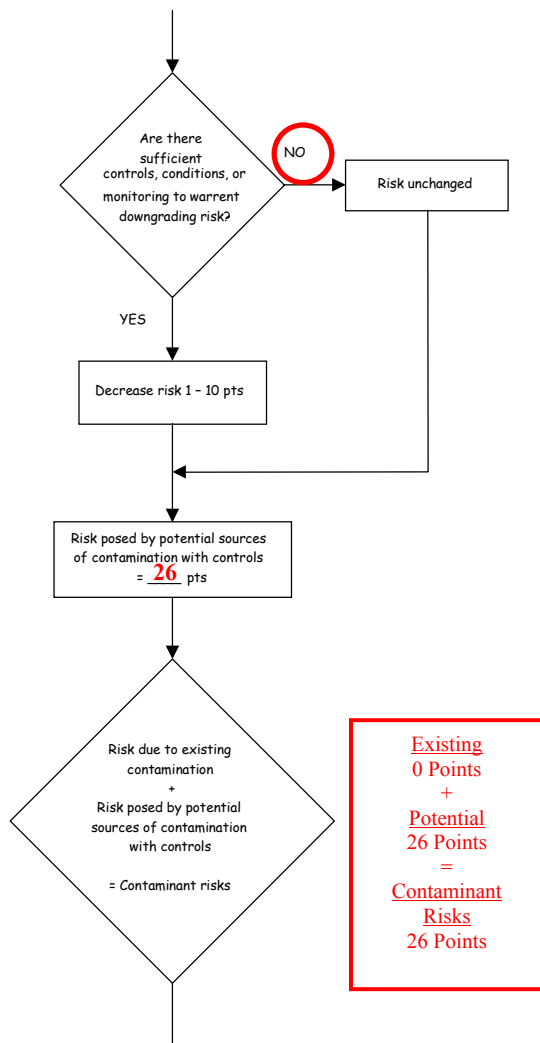 Are there
sufficient
controls, conditions, or
monitoring to warrent
downgrading risk?
NO
Risk unchanged
YES
Decrease risk 1 – 10 pts
Risk posed by potential sources
of contamination with controls
= 26 pts
Risk due to existing
contamination
+
Risk posed by potential
sources of contamination
with controls
= Contaminant risks
Existing
0 Points
+
Potential
26 Points
=
Contaminant
Risks
26 Points